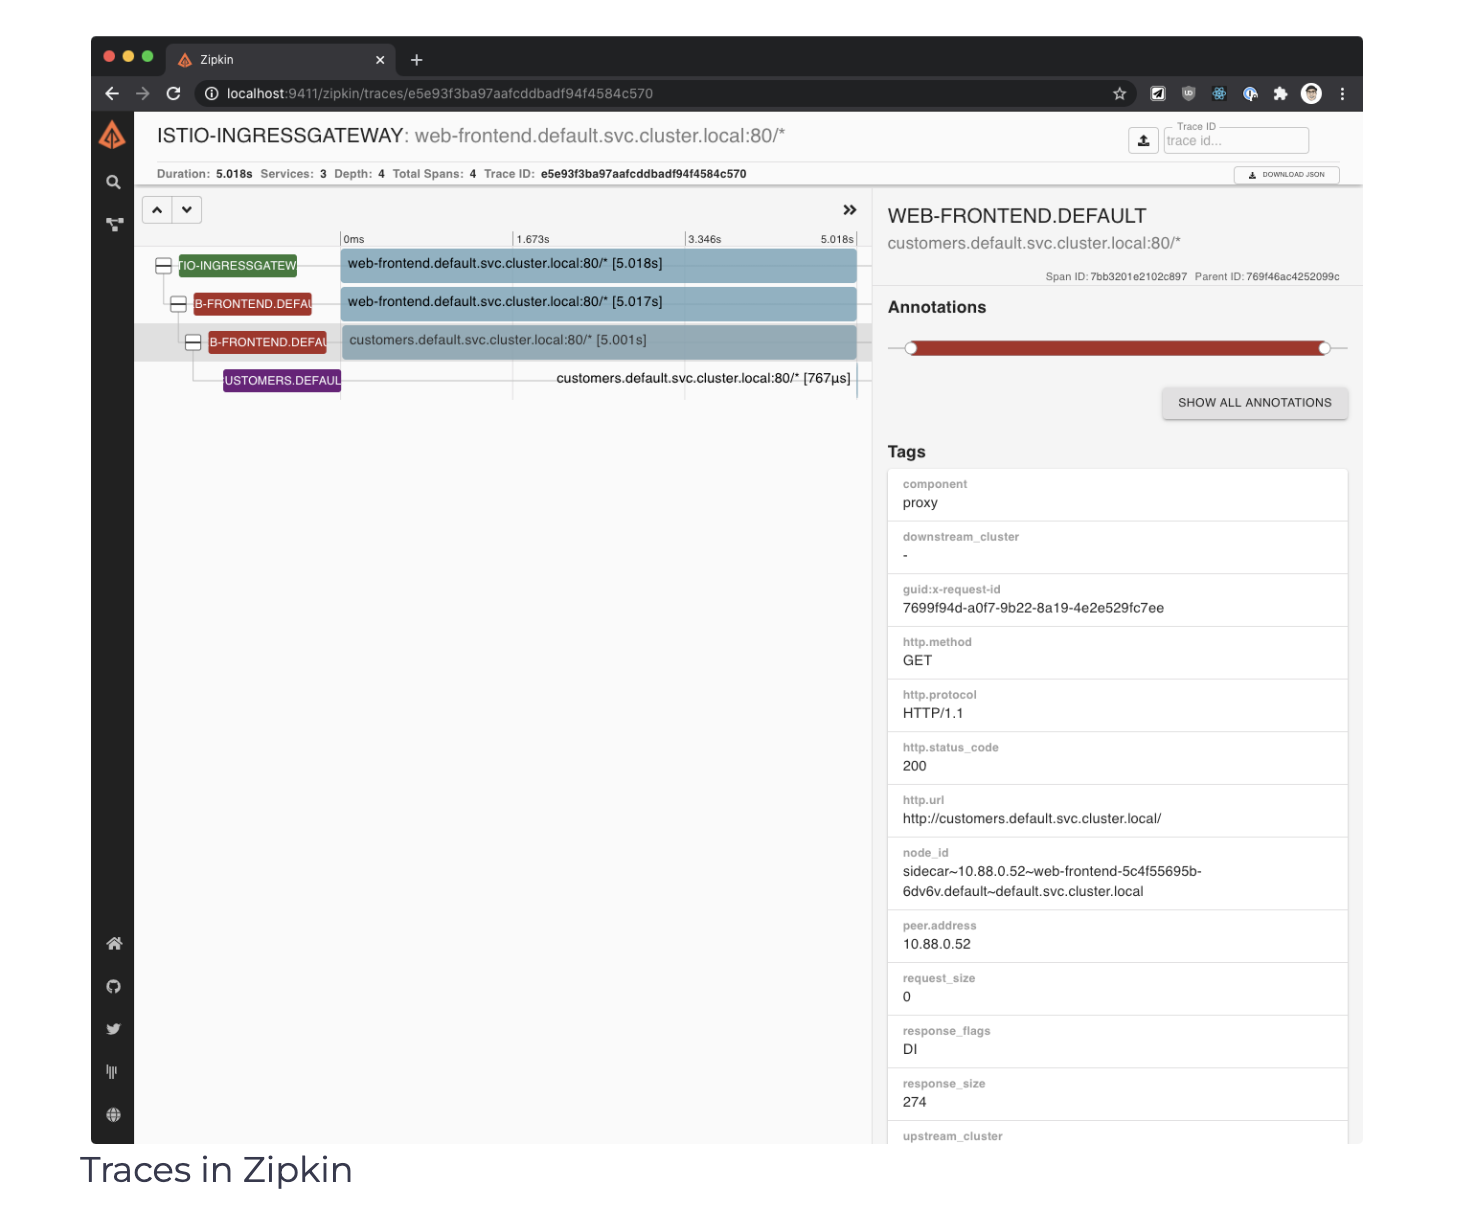 Zipkin
localhost:9411/zipkin/traces/e5e93f3ba97aafcddbadf94f4584c570
ISTIO-INGRESSGATEWAY: web-frontend.default.svc.cluster.local:80/*
Trace ID
trace id...
Duration: 5.018s Services: 3 Depth: 4 Total Spans: 4 Trace ID: e5e93f3ba97aafcddbadf94f4584c570
DOWNLOAD JSON
0ms 1.673s 3.346s 5.018s
TIO-INGRESSGATEW web-frontend.default.svc.cluster.local:80/* [5.018s]
B-FRONTEND.DEFAU web-frontend.default.svc.cluster.local:80/* [5.017s]
B-FRONTEND.DEFAU customers.default.svc.cluster.local:80/* [5.001s]
USTOMERS.DEFAUL customers.default.svc.cluster.local:80/* [767μs]
WEB-FRONTEND.DEFAULT
customers.default.svc.cluster.local:80/*
Span ID: 7bb3201e2102c897 Parent ID: 769f46ac4252099c
Annotations
SHOW ALL ANNOTATIONS
Tags
component
proxy
downstream_cluster
-
guid:x-request-id
7699f94d-a0f7-9b22-8a19-4e2e529fc7ee
http.method
GET
http.protocol
HTTP/1.1
http.status_code
200
http.url
http://customers.default.svc.cluster.local/
node_id
sidecar~10.88.0.52~web-frontend-5c4f55695b-
6dv6v.default~default.svc.cluster.local
peer.address
10.88.0.52
request_size
0
response_flags
DI
response_size
274
upstream_cluster
Traces in Zipkin